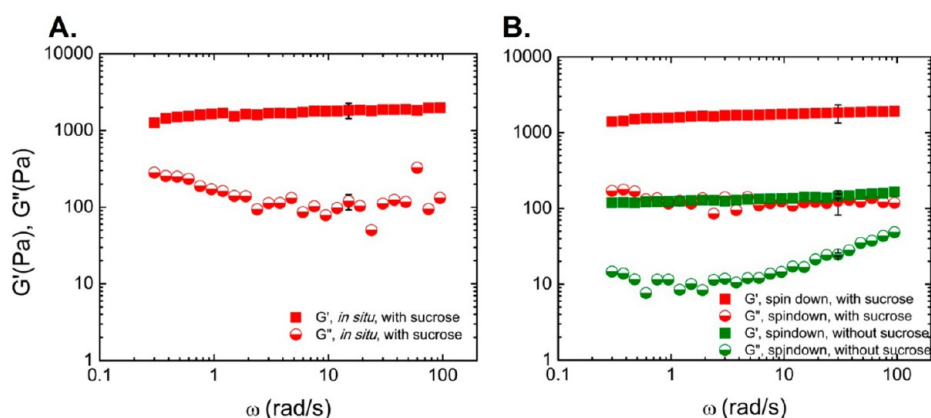 A.
10000
1000
100
10
1
0.1
1
10
100
G'(Pa), G"(Pa)
ω (rad/s)
G', in situ, with sucrose
G", in situ, with sucrose
B.
10000
1000
100
10
1
0.1
1
10
100
ω (rad/s)
G', spin down, with sucrose
G", spindown, with sucrose
G', spindown, without sucrose
G", spindown, without sucrose